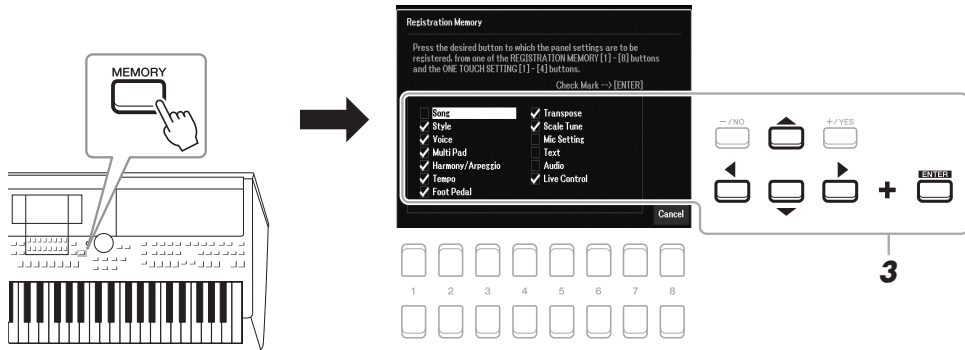 MEMORY
Registration Memory
Press the desired button to which the panel settings are to be
registered, from one of the REGISTRATION MEMORY [1] - [8] buttons
and the ONE TOUCH SETTING [1] - [4] buttons.
Check Mark --> [ENTER]
Song
Style
Voice
Multi Pad
Harmony/Arpeggio
Tempo
Foot Pedal
Transpose
Scale Tune
Mic Setting
Text
Audio
Live Control
Cancel
-/NO
+/YES
+
ENTER
3
1 2 3 4 5 6 7 8